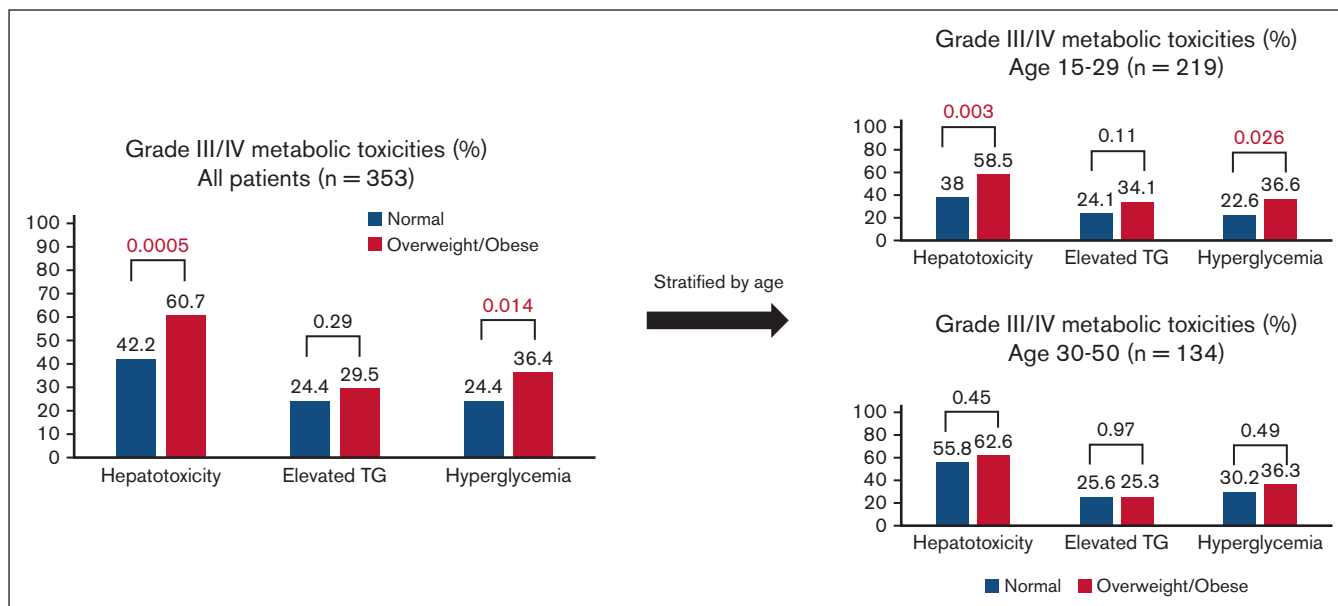 Grade III/IV metabolic toxicities (%)
All patients (n = 353)
Normal
Overweight/Obese
100
90
80
70
60
50
40
30
20
10
0
0.0005
42.2
60.7
0.29
24.4
29.5
0.014
24.4
36.4
Hepatotoxicity
Elevated TG
Hyperglycemia
Stratified by age
Grade III/IV metabolic toxicities (%)
Age 15-29 (n = 219)
100
80
60
40
20
0
0.003
38
58.5
0.11
24.1
34.1
0.026
22.6
36.6
Hepatotoxicity
Elevated TG
Hyperglycemia
Grade III/IV metabolic toxicities (%)
Age 30-50 (n = 134)
100
80
60
40
20
0
0.45
55.8
62.6
0.97
25.6
25.3
0.49
30.2
36.3
Hepatotoxicity
Elevated TG
Hyperglycemia
Normal
Overweight/Obese